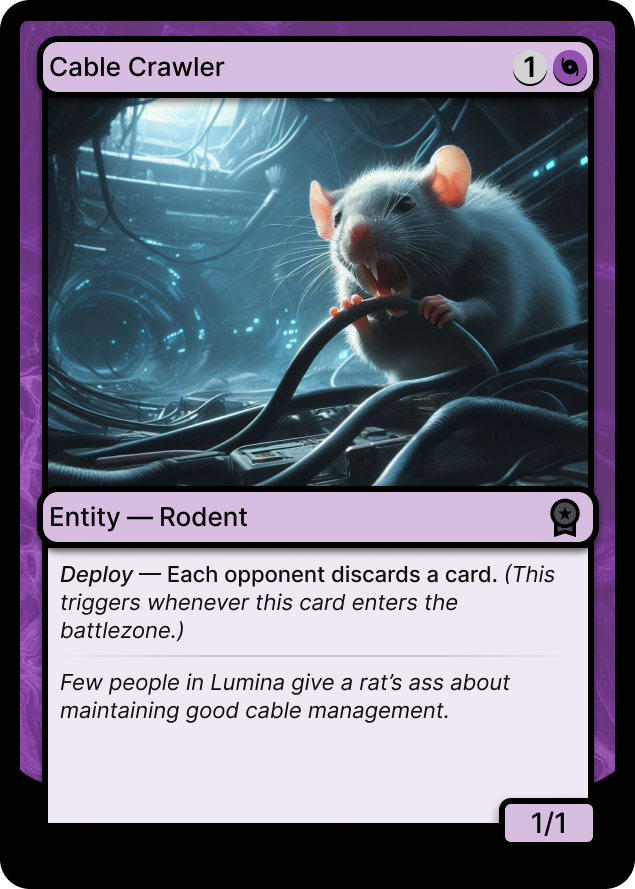 Cable Crawler
1
Entity — Rodent
Deploy — Each opponent discards a card. (This
triggers whenever this card enters the
battlezone.)
Few people in Lumina give a rat’s ass about
maintaining good cable management.
1/1